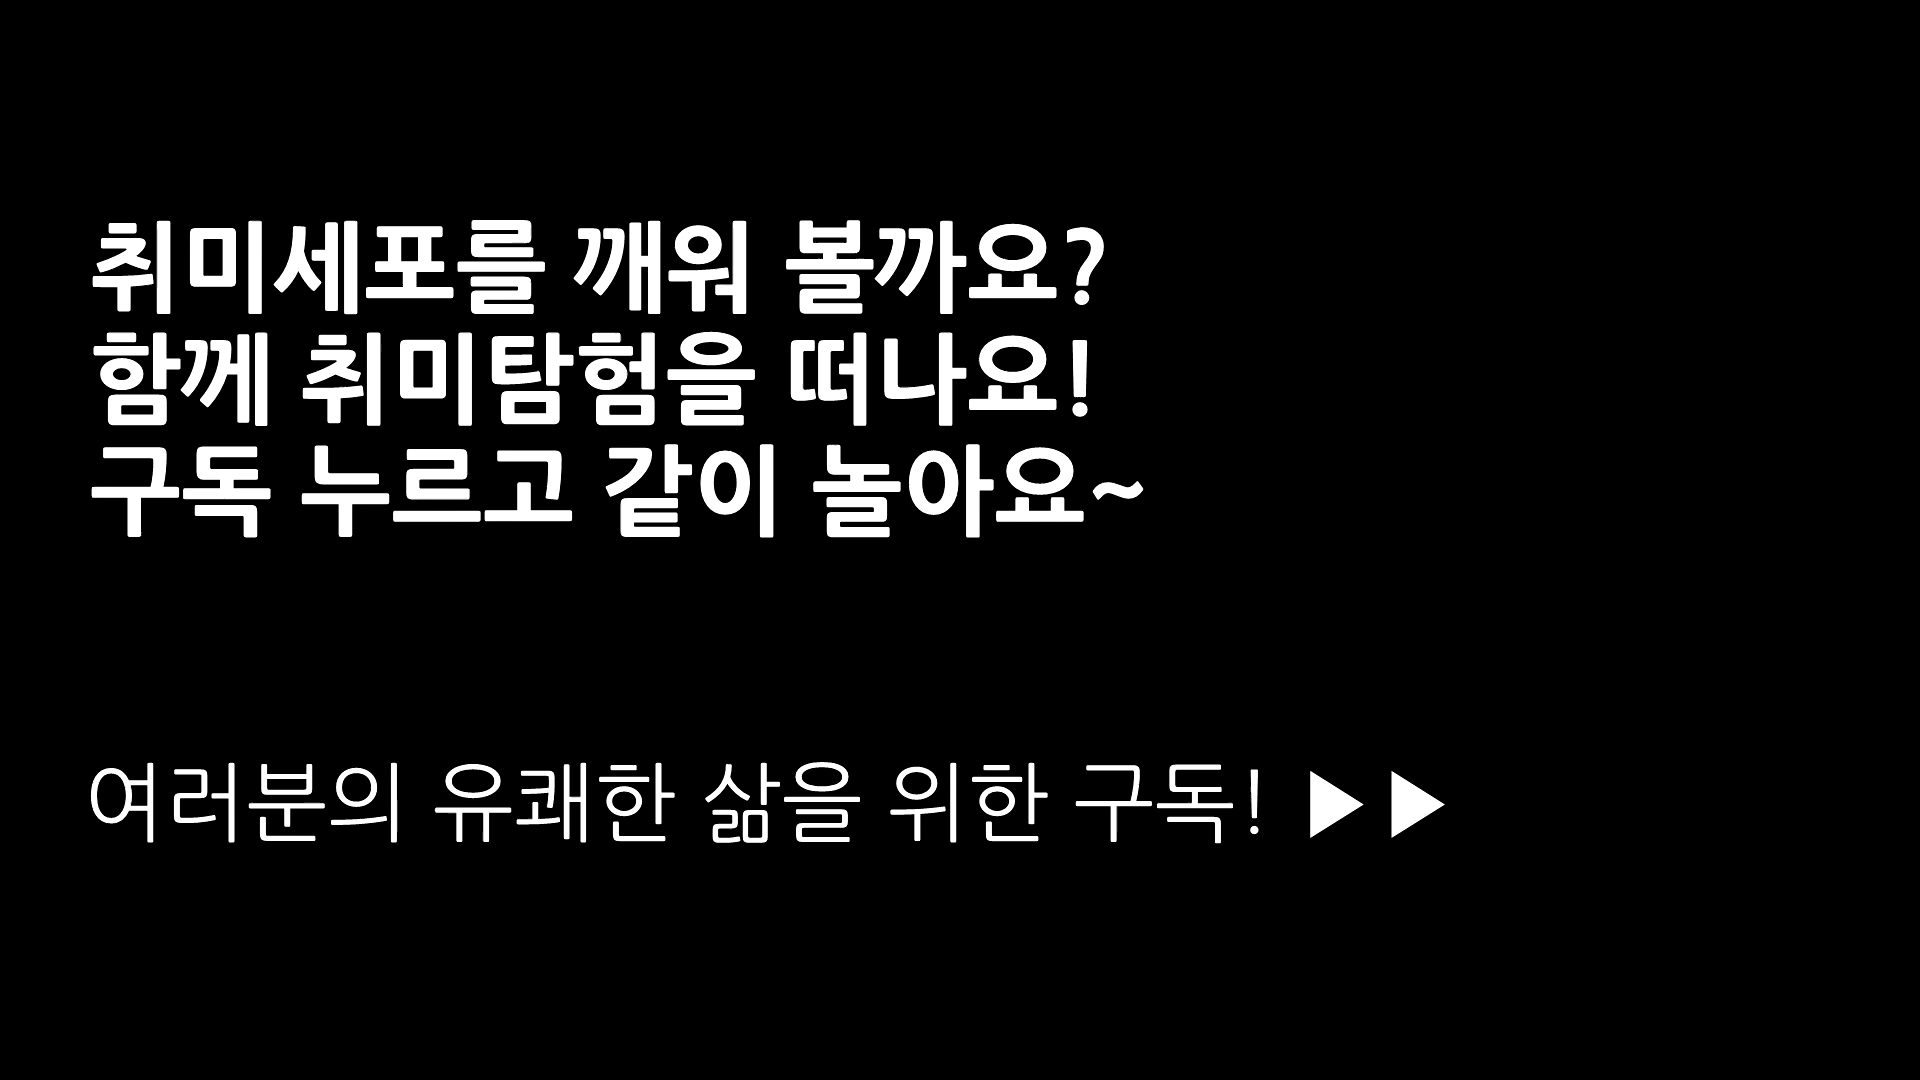 취미세포를 깨워 볼까요?
함께 취미탐험을 떠나요!
구독 누르고 같이 놀아요~
여러분의 유쾌한 삶을 위한 구독! ▶ ▶